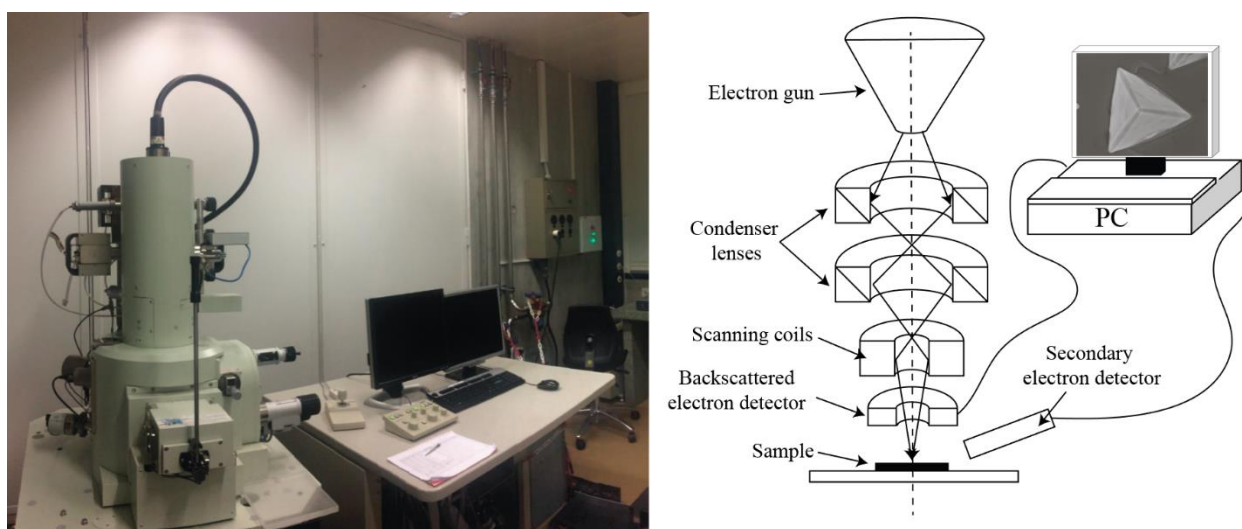 Electron gun
Condenser
lenses
Scanning coils
Backscattered
electron detector
Sample
PC
Secondary
electron detector